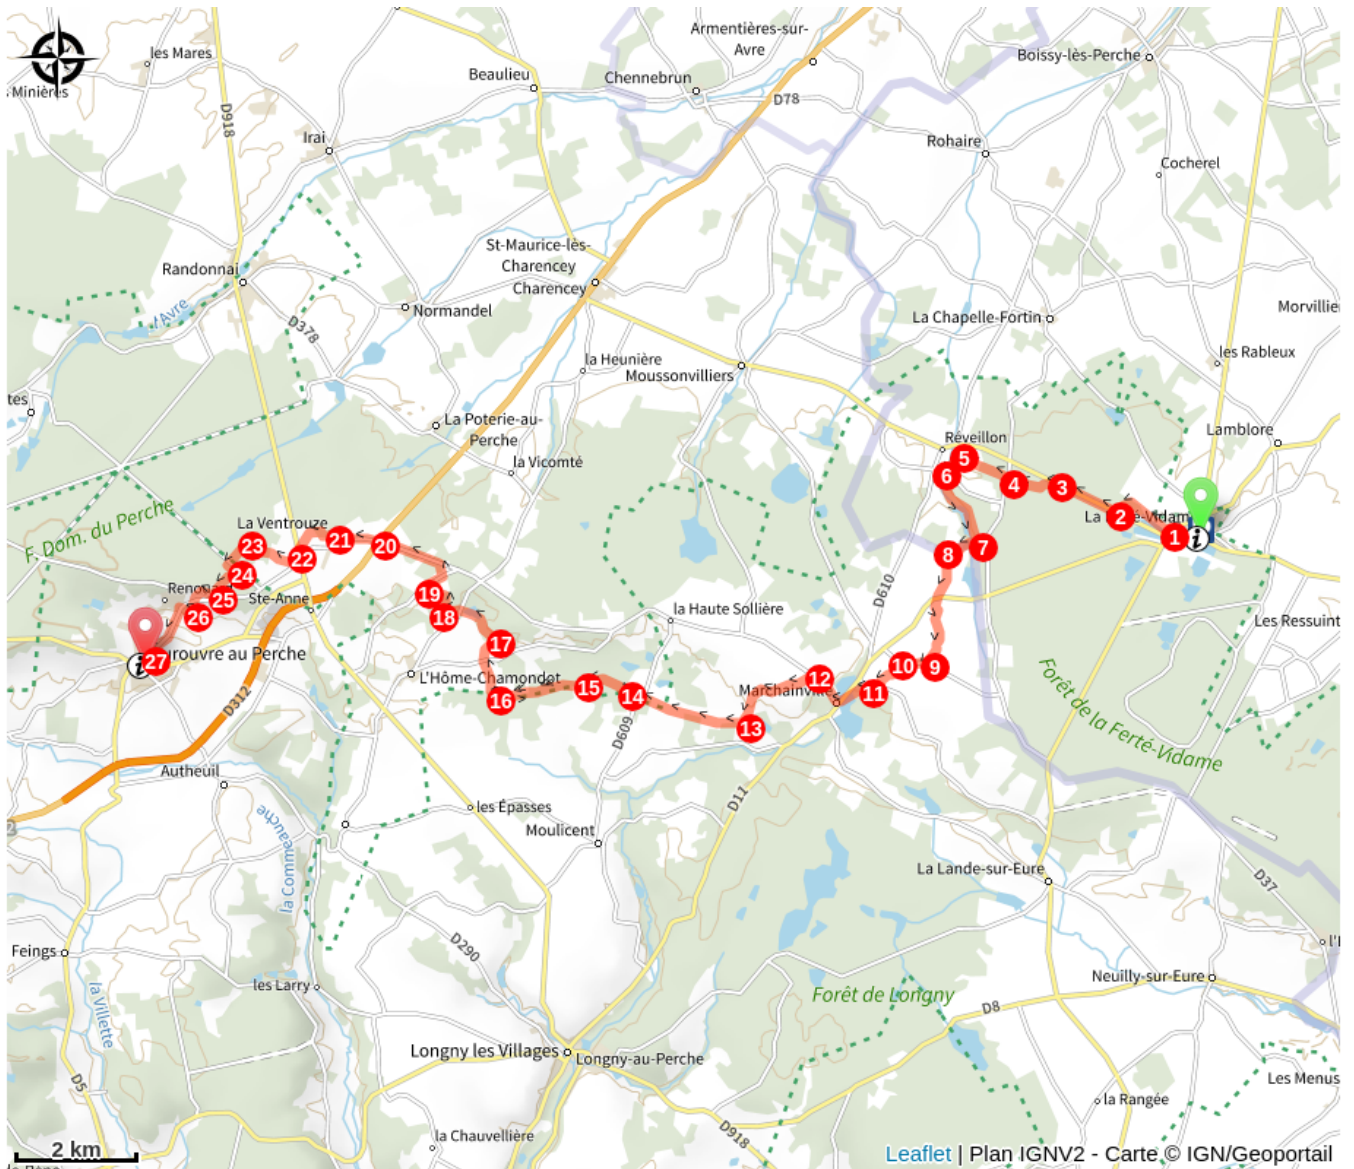 Armentières-sur-
Avre
les Mares
Boissy-lès-Perche
Beaulieu
Chennebrun
Minières
D78
D918
Irai
Rohaire
Cocherel
St-Maurice-lès-
Charencey
Randonnai
Charencey
l'Avre
Normandel
Morvillie
La Chapelle-Fortin
D378
les Rableux
la Heunière
Moussonvilliers
tes
La Poterie-au-
Perche
Lamblore
Réveillon
la Vicomté
5
6
4
3
F. Dom. du Perche
La Ventrouze
2
1
i
23
21
20
22
7
8
24
D610
Renoua
25
Ste-Anne
19
18
26
la Haute Sollière
Les Ressuint
17
27
i
ourouvre au Perche
L'Hôme-Chamondot
10
9
12
Marchainville
11
15
14
16
13
Forêt de la Ferté-Vidame
D312
D609
Autheuil
D11
les Épasses
la Commeauche
Moulicent
La Lande-sur-Eure
D37
Feings
D290
les Larry
Neuilly-sur-Eure
Forêt de Longny
la Villette
D8
Longny les Villages
Longny-au-Perche
D5
Les Menus
la Rangée
D918
la Chauvellière
2 km
Leaflet | Plan IGNV2 - Carte © IGN/Geoportail